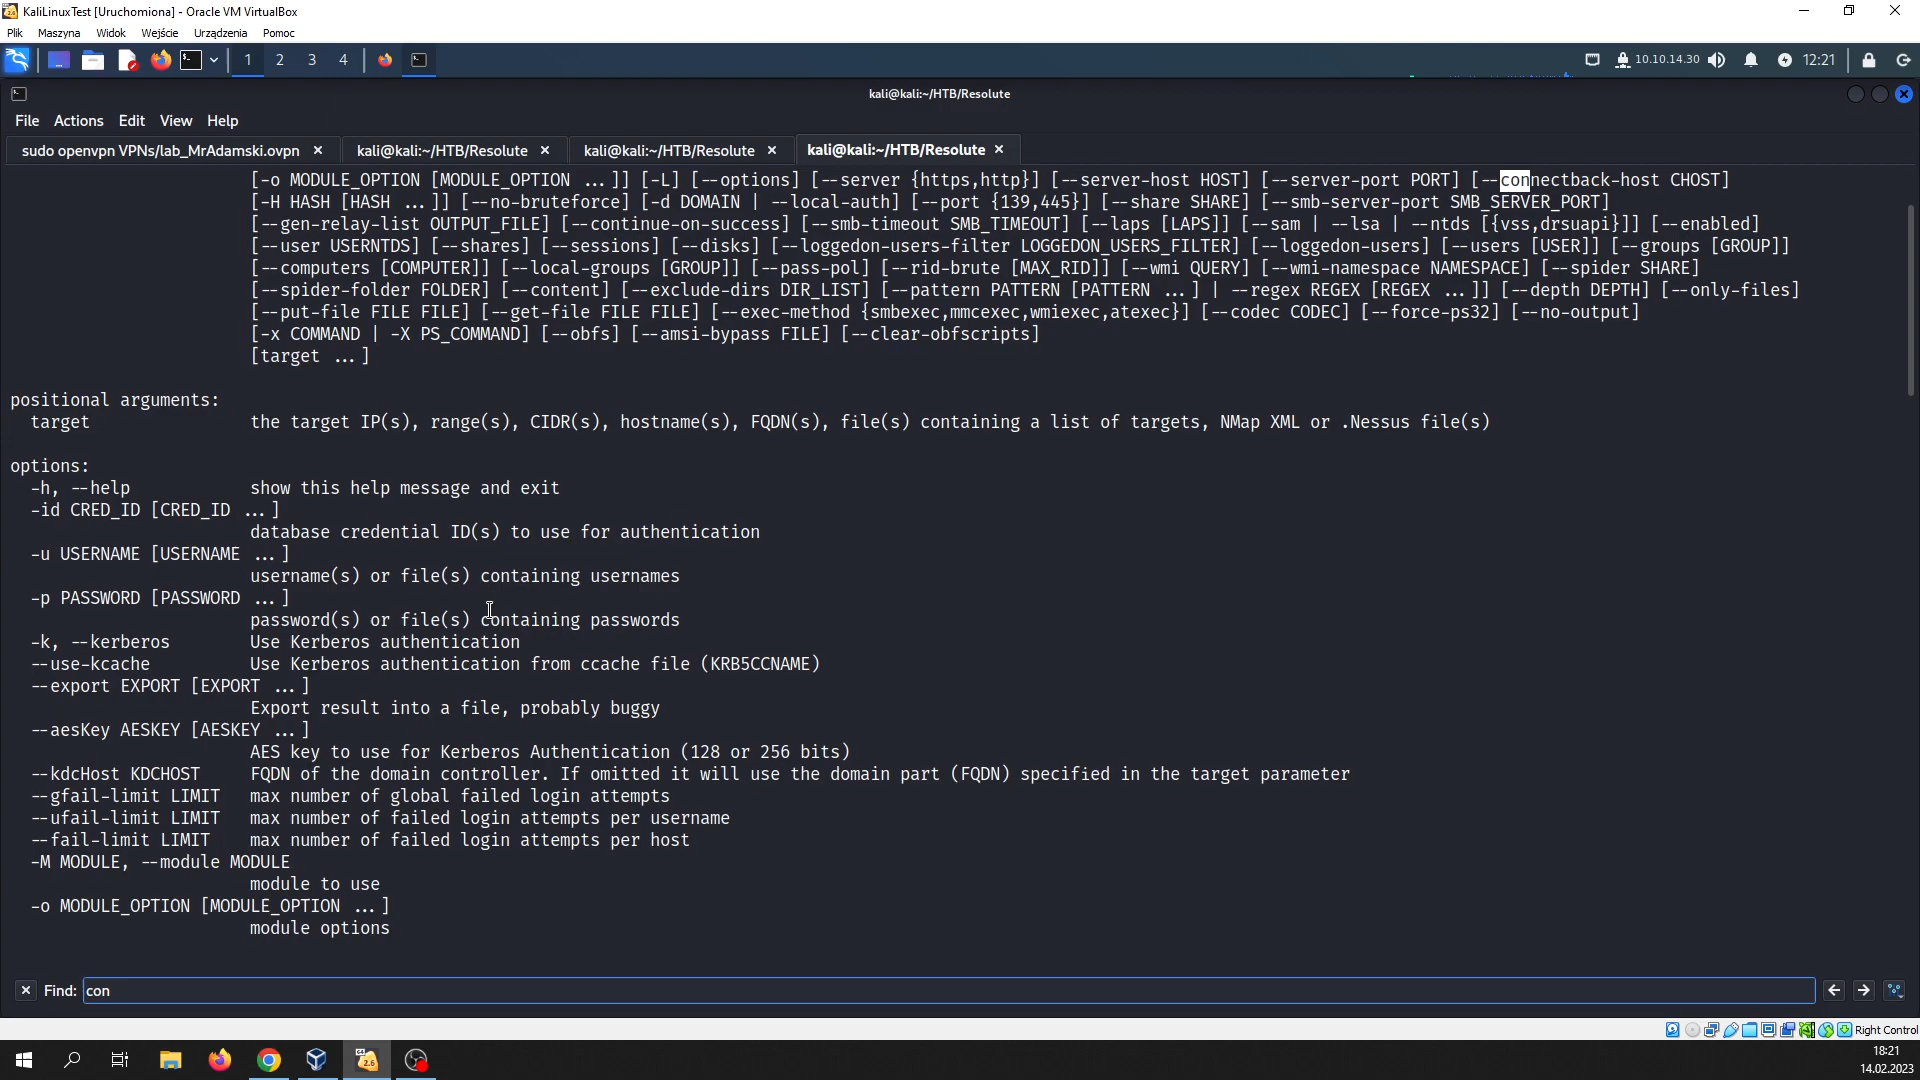 KaliLinuxTest [Uruchomiona] - Oracle VM VirtualBox
Plik Maszyna Widok Wejście Urządzenia Pomoc
1 2 3 4 10.10.14.30 12:21
kali@kali:~/HTB/Resolute
File Actions Edit View Help
sudo openvpn VPNs/lab_MrAdamski.ovpn × kali@kali:~/HTB/Resolute × kali@kali:~/HTB/Resolute × kali@kali:~/HTB/Resolute ×
[-o MODULE_OPTION [MODULE_OPTION ...]] [-L] [--options] [--server {https,http}] [--server-host HOST] [--server-port PORT] [--connectback-host CHOST]
[-H HASH [HASH ...]] [--no-bruteforce] [-d DOMAIN | --local-auth] [--port {139,445}] [--share SHARE] [--smb-server-port SMB_SERVER_PORT]
[--gen-relay-list OUTPUT_FILE] [--continue-on-success] [--smb-timeout SMB_TIMEOUT] [--laps [LAPS]] [--sam | --lsa | --ntds [{vss,drsuapi}]] [--enabled]
[--user USERNTDS] [--shares] [--sessions] [--disks] [--loggedon-users-filter LOGGEDON_USERS_FILTER] [--loggedon-users] [--users [USER]] [--groups [GROUP]]
[--computers [COMPUTER]] [--local-groups [GROUP]] [--pass-pol] [--rid-brute [MAX_RID]] [--wmi QUERY] [--wmi-namespace NAMESPACE] [--spider SHARE]
[--spider-folder FOLDER] [--content] [--exclude-dirs DIR_LIST] [--pattern PATTERN [PATTERN ...] | --regex REGEX [REGEX ...]] [--depth DEPTH] [--only-files]
[--put-file FILE FILE] [--get-file FILE FILE] [--exec-method {smbexec,mmcexec,wmiexec,atexec}] [--codec CODEC] [--force-ps32] [--no-output]
[-x COMMAND | -X PS_COMMAND] [--obfs] [--amsi-bypass FILE] [--clear-obfscripts]
[target ...]
positional arguments:
target the target IP(s), range(s), CIDR(s), hostname(s), FQDN(s), file(s) containing a list of targets, NMap XML or .Nessus file(s)
options:
-h, --help show this help message and exit
-id CRED_ID [CRED_ID ...]
database credential ID(s) to use for authentication
-u USERNAME [USERNAME ...]
username(s) or file(s) containing usernames
-p PASSWORD [PASSWORD ...]
password(s) or file(s) containing passwords
-k, --kerberos Use Kerberos authentication
--use-kcache Use Kerberos authentication from ccache file (KRB5CCNAME)
--export EXPORT [EXPORT ...]
Export result into a file, probably buggy
--aesKey AESKEY [AESKEY ...]
AES key to use for Kerberos Authentication (128 or 256 bits)
--kdcHost KDCHOST FQDN of the domain controller. If omitted it will use the domain part (FQDN) specified in the target parameter
--gfail-limit LIMIT max number of global failed login attempts
--ufail-limit LIMIT max number of failed login attempts per username
--fail-limit LIMIT max number of failed login attempts per host
-M MODULE, --module MODULE
module to use
-o MODULE_OPTION [MODULE_OPTION ...]
module options
Find: con
Right Control
18:21
14.02.2023